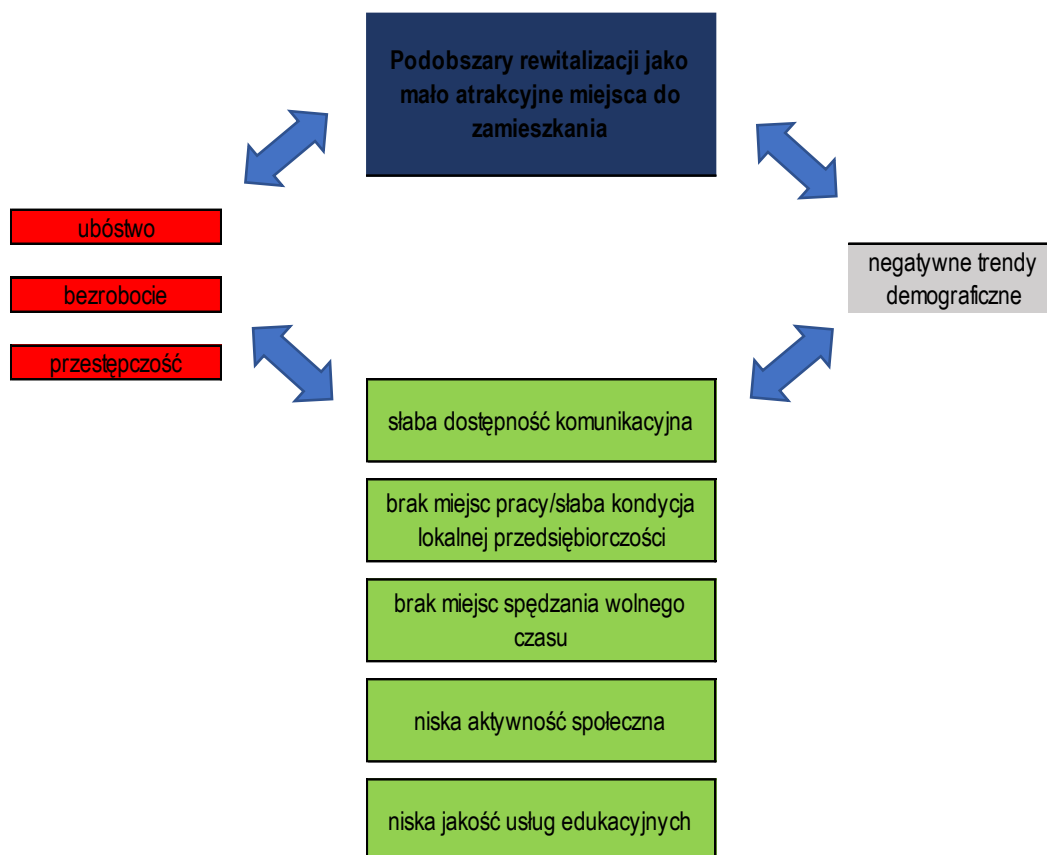 Podobszary rewitalizacji jako
mało atrakcyjne miejsca do
zamieszkania
ubóstwo
bezrobocie
przestępczość
negatywne trendy
demograficzne
słaba dostępność komunikacyjna
brak miejsc pracy/słaba kondycja
lokalnej przedsiębiorczości
brak miejsc spędzania wolnego
czasu
niska aktywność społeczna
niska jakość usług edukacyjnych